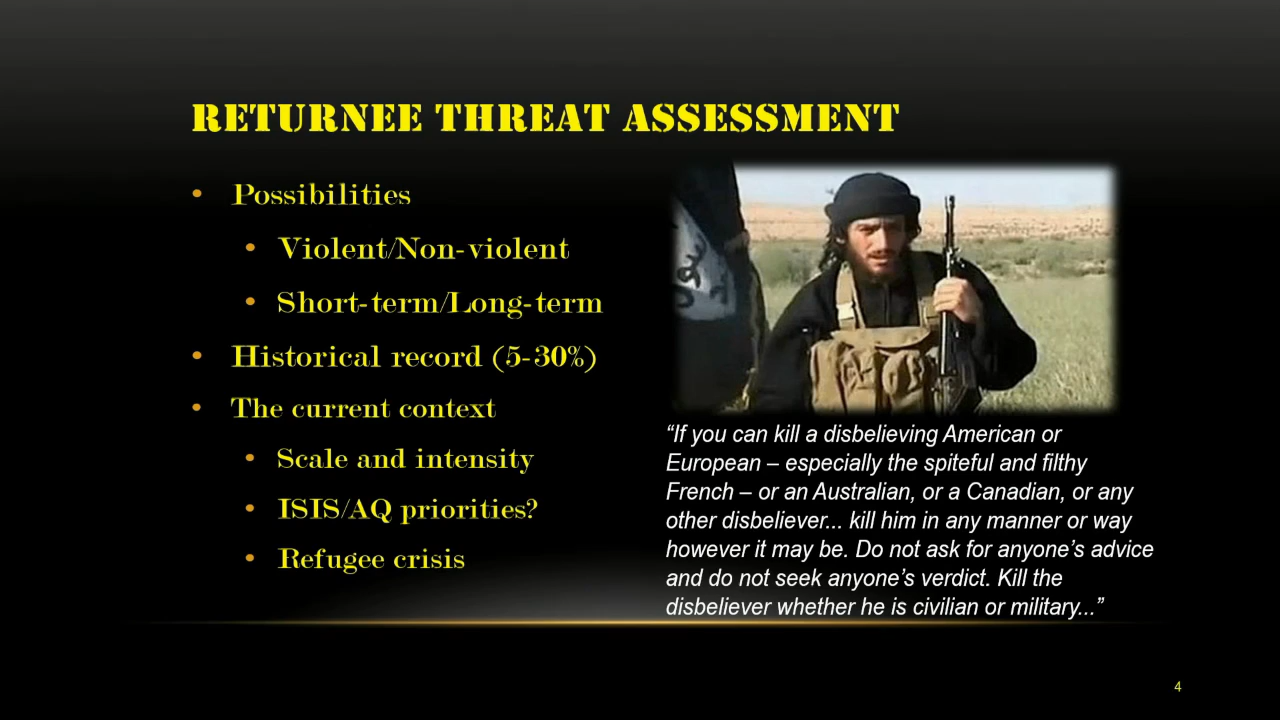 RETURNEE THREAT ASSESSMENT
• Possibilities
• Violent/Non-violent
• Short-term/Long-term
• Historical record (5-30%)
• The current context
• Scale and intensity
• ISIS/AQ priorities?
• Refugee crisis
“If you can kill a disbelieving American or
European – especially the spiteful and filthy
French – or an Australian, or a Canadian, or any
other disbeliever... kill him in any manner or way
however it may be. Do not ask for anyone’s advice
and do not seek anyone’s verdict. Kill the
disbeliever whether he is civilian or military...”
4